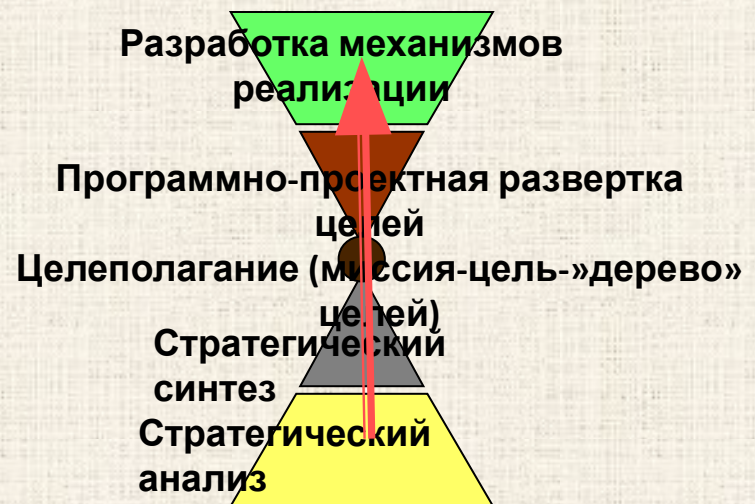 Разработка механизмов
реализации
Программно-проектная развертка
целей
Целеполагание (миссия-цель-»дерево»
целей)
Стратегический
синтез
Стратегический
анализ